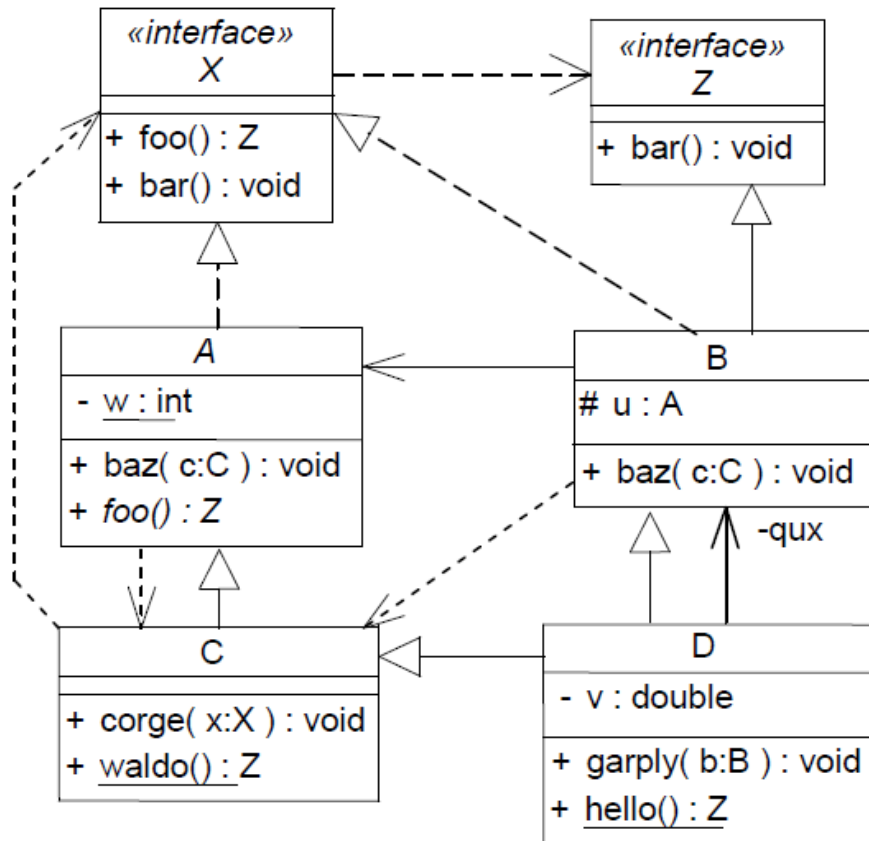 «interface»
X
+ foo() : Z
+ bar() : void
«interface»
Z
+ bar() : void
A
- w : int
+ baz( c:C ) : void
+ foo() : Z
B
# u : A
+ baz( c:C ) : void
-qux
C
+ corge( x:X ) : void
+ waldo() : Z
D
- v : double
+ garply( b:B ) : void
+ hello() : Z